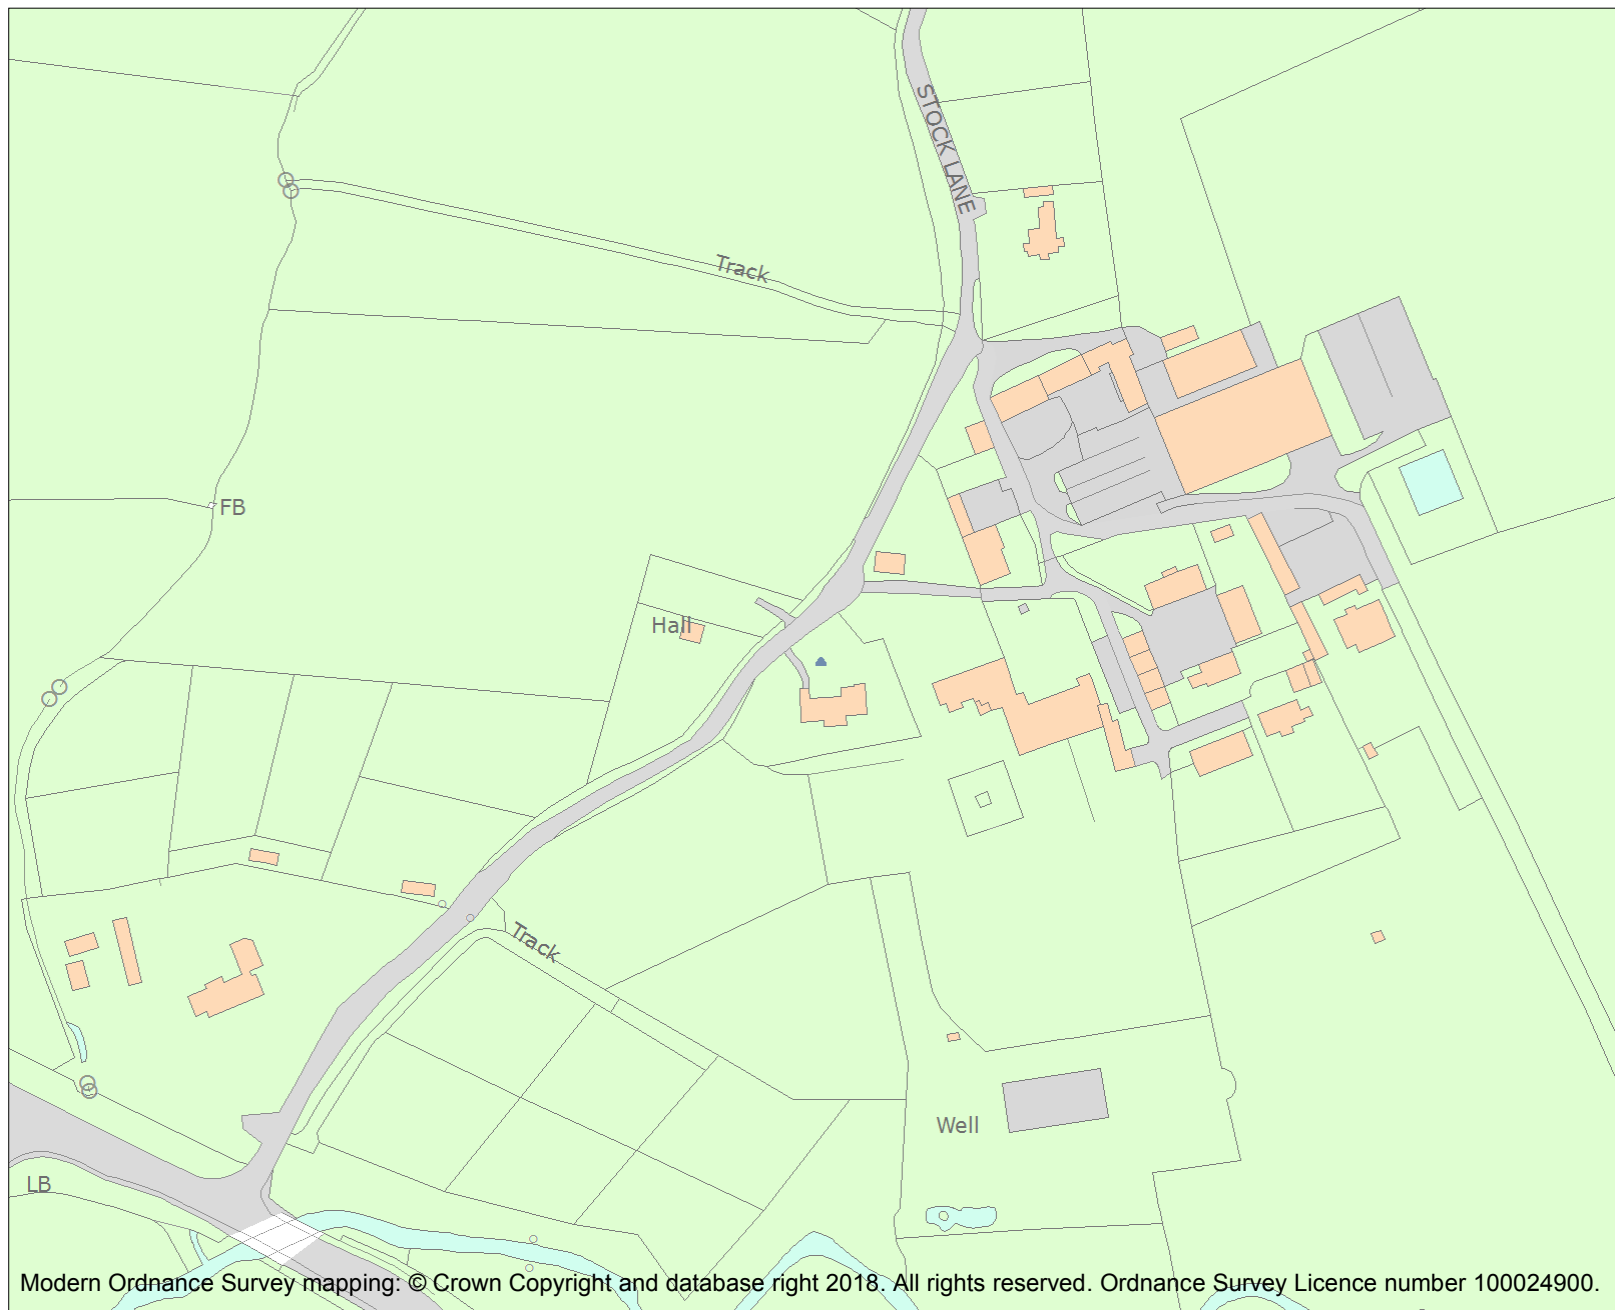 STOCK LANE
Track
FB
Hall
Track
Well
LB
Modern Ordnance Survey mapping: © Crown Copyright and database right 2018. All rights reserved. Ordnance Survey Licence number 100024900.